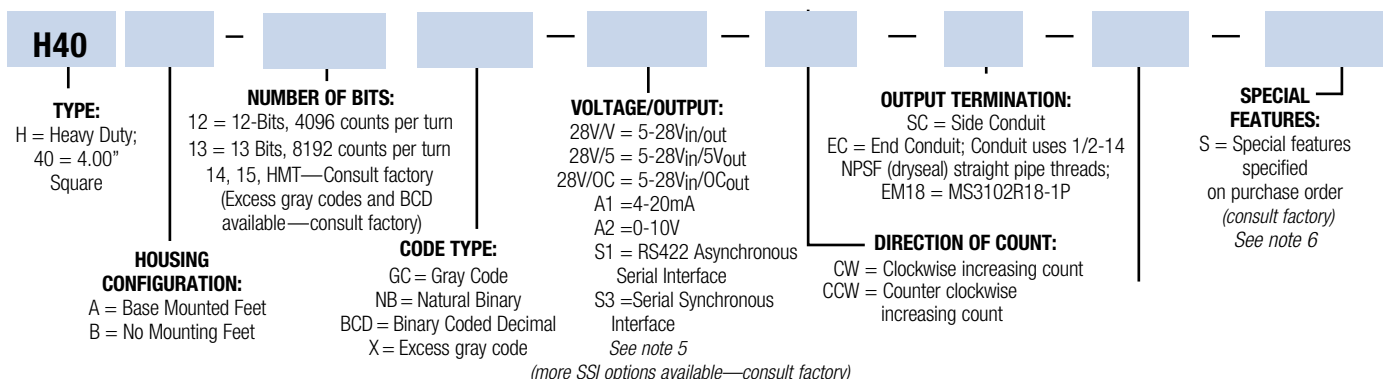 H40
TYPE:
H = Heavy Duty;
40 = 4.00”
Square
HOUSING
CONFIGURATION:
A = Base Mounted Feet
B = No Mounting Feet
NUMBER OF BITS:
12 = 12-Bits, 4096 counts per turn
13 = 13 Bits, 8192 counts per turn
14, 15, HMT—Consult factory
(Excess gray codes and BCD
available—consult factory)
CODE TYPE:
GC = Gray Code
NB = Natural Binary
BCD = Binary Coded Decimal
X = Excess gray code
VOLTAGE/OUTPUT:
28V/V = 5-28Vin/out
28V/5 = 5-28Vin/5Vout
28V/OC = 5-28Vin/OCout
A1 =4-20mA
A2 =0-10V
S1 = RS422 Asynchronous
Serial Interface
S3 =Serial Synchronous
Interface
See note 5
(more SSI options available—consult factory)
OUTPUT TERMINATION:
SC = Side Conduit
EC = End Conduit; Conduit uses 1/2-14
NPSF (dryseal) straight pipe threads;
EM18 = MS3102R18-1P
DIRECTION OF COUNT:
CW = Clockwise increasing count
CCW = Counter clockwise
increasing count
SPECIAL
FEATURES:
S = Special features
specified
on purchase order
(consult factory)
See note 6